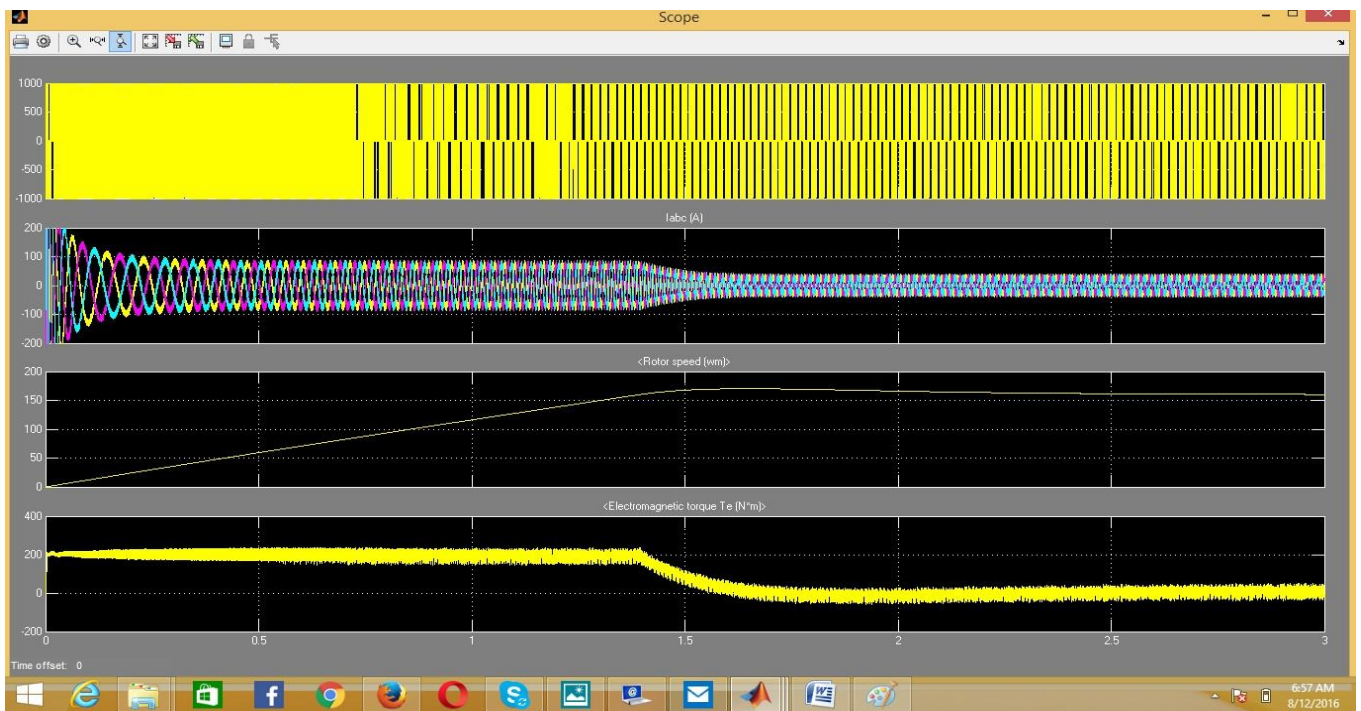 Scope
1000
500
0
-500
-1000
Iabc (A)
200
100
0
-100
-200
<Rotor speed (wm)>
200
150
100
50
0
<Electromagnetic torque Te (N*m)>
400
200
0
-200
0 0.5 1 1.5 2 2.5 3
Time offset: 0
6:57 AM
8/12/2016